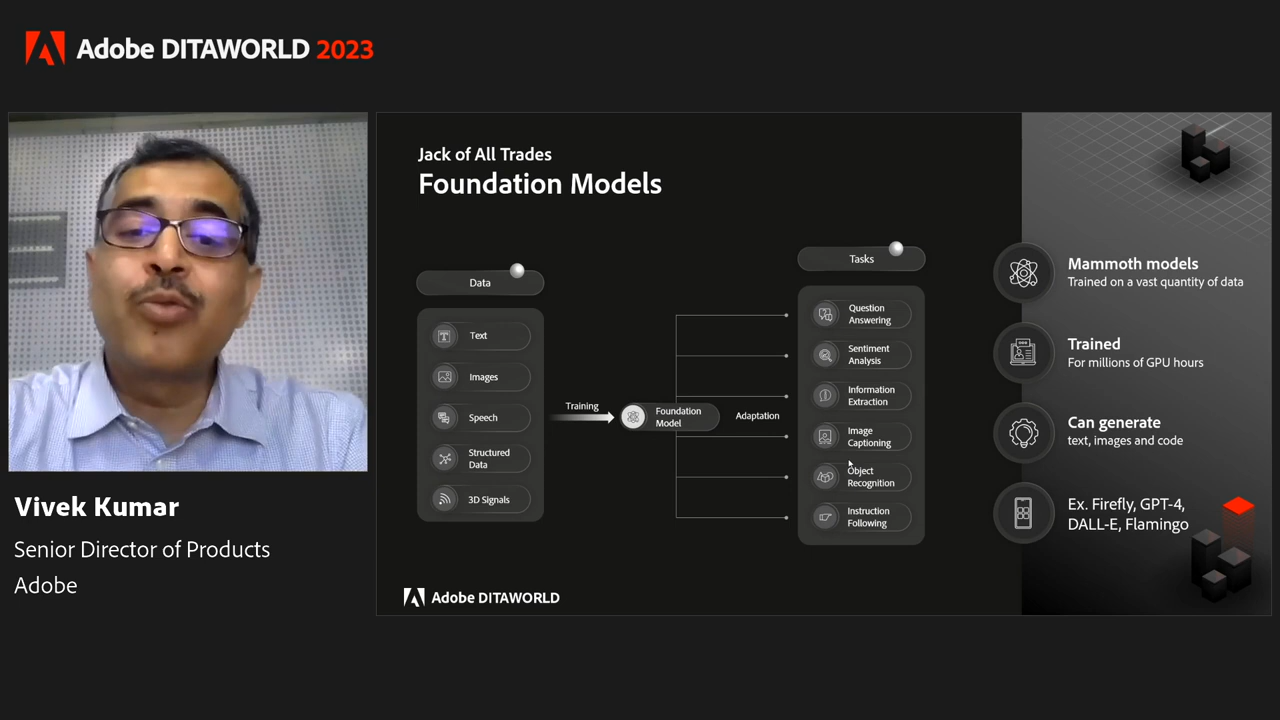 Adobe DITAWORLD 2023
Vivek Kumar
Senior Director of Products
Adobe
Jack of All Trades
Foundation Models
Data
Text
Images
Speech
Structured
Data
3D Signals
Training
Foundation
Model
Adaptation
Tasks
Question
Answering
Sentiment
Analysis
Information
Extraction
Image
Captioning
Object
Recognition
Instruction
Following
Mammoth models
Trained on a vast quantity of data
Trained
For millions of GPU hours
Can generate
text, images and code
Ex. Firefly, GPT-4,
DALL-E, Flamingo
Adobe DITAWORLD